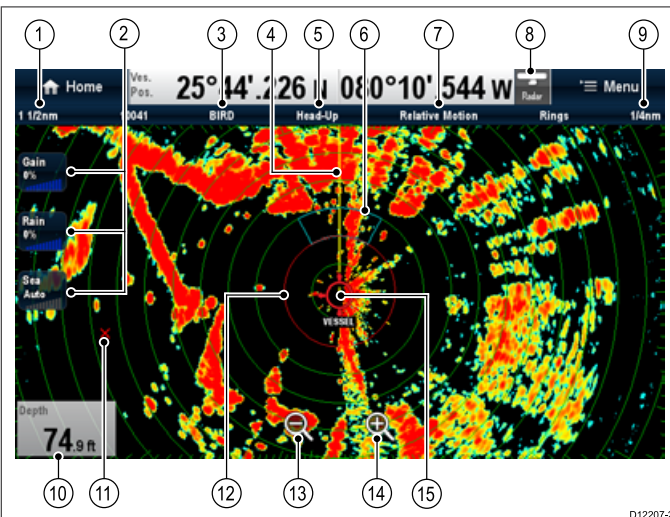 1 2 3 4 5 6 7 8 9
Home Ves. Pos. 25°44'.226 N 080°10'.544 W Radar Menu
1 1/2nm 10041 BIRD Head-Up Relative Motion Rings 1/4nm
Gain
0%
Rain
0%
Sea
Auto
VESSEL
Depth
74.9 ft
10 11 12 13 14 15